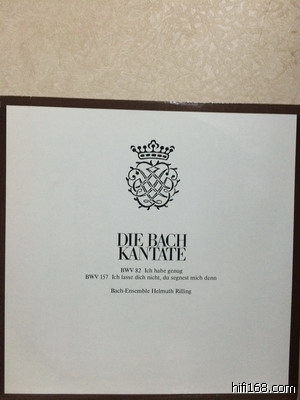 DIE BACH
KANTATE
BWV 82 Ich habe genug
BWV 157 Ich lasse dich nicht, du segnest mich denn
Bach-Ensemble Helmuth Rilling
hifi168.com